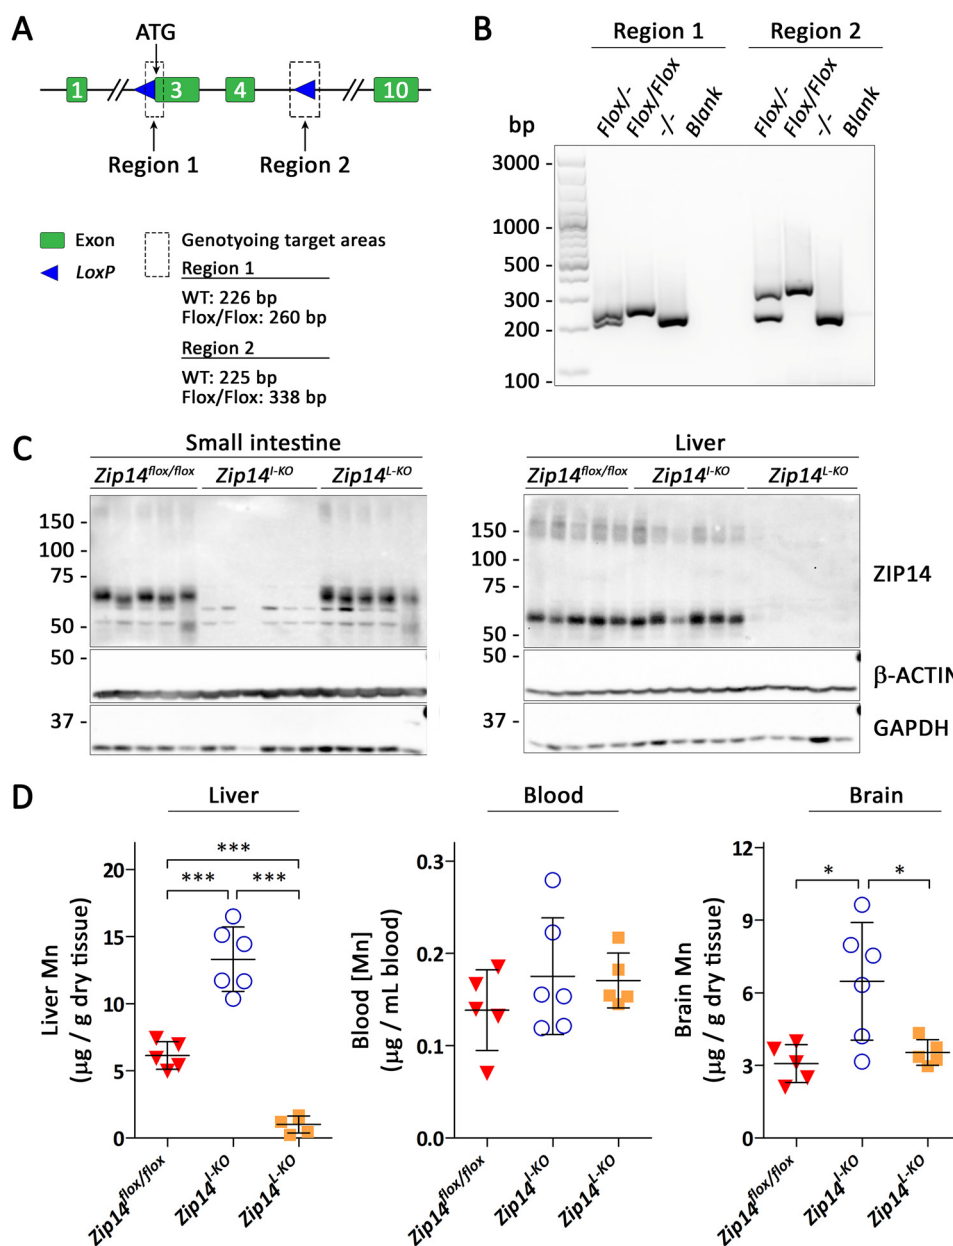 A
ATG
1
3
4
10
Region 1
Region 2
Exon
LoxP
Genotyoing target areas
Region 1
WT: 226 bp
Flox/Flox: 260 bp
Region 2
WT: 225 bp
Flox/Flox: 338 bp
B
Region 1
Region 2
Flox/-
Flox/Flox
-/-
Blank
Flox/-
Flox/Flox
-/-
Blank
bp
3000 -
1000 -
500 -
300 -
200 -
100 -
C
Small intestine
Zip14flox/flox
Zip14I-KO
Zip14L-KO
150 -
100 -
75 -
50 -
50 -
37 -
Liver
Zip14flox/flox
Zip14I-KO
Zip14L-KO
150 -
100 -
75 -
50 -
50 -
37 -
ZIP14
β-ACTIN
GAPDH
D
Liver
***
***
***
Liver Mn
(µg / g dry tissue)
20
15
10
5
0
Zip14flox/flox
Zip14I-KO
Zip14L-KO
Blood
Blood [Mn]
(µg / mL blood)
0.3
0.2
0.1
0.0
Zip14flox/flox
Zip14I-KO
Zip14L-KO
Brain
*
*
Brain Mn
(µg / g dry tissue)
12
9
6
3
0
Zip14flox/flox
Zip14I-KO
Zip14L-KO